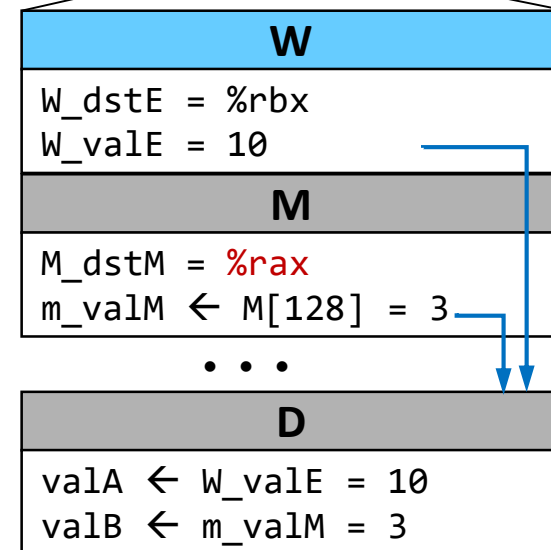 W
W_dstE = %rbx
W_valE = 10
M
M_dstM = %rax
m_valM ← M[128] = 3
• • •
D
valA ← W_valE = 10
valB ← m_valM = 3